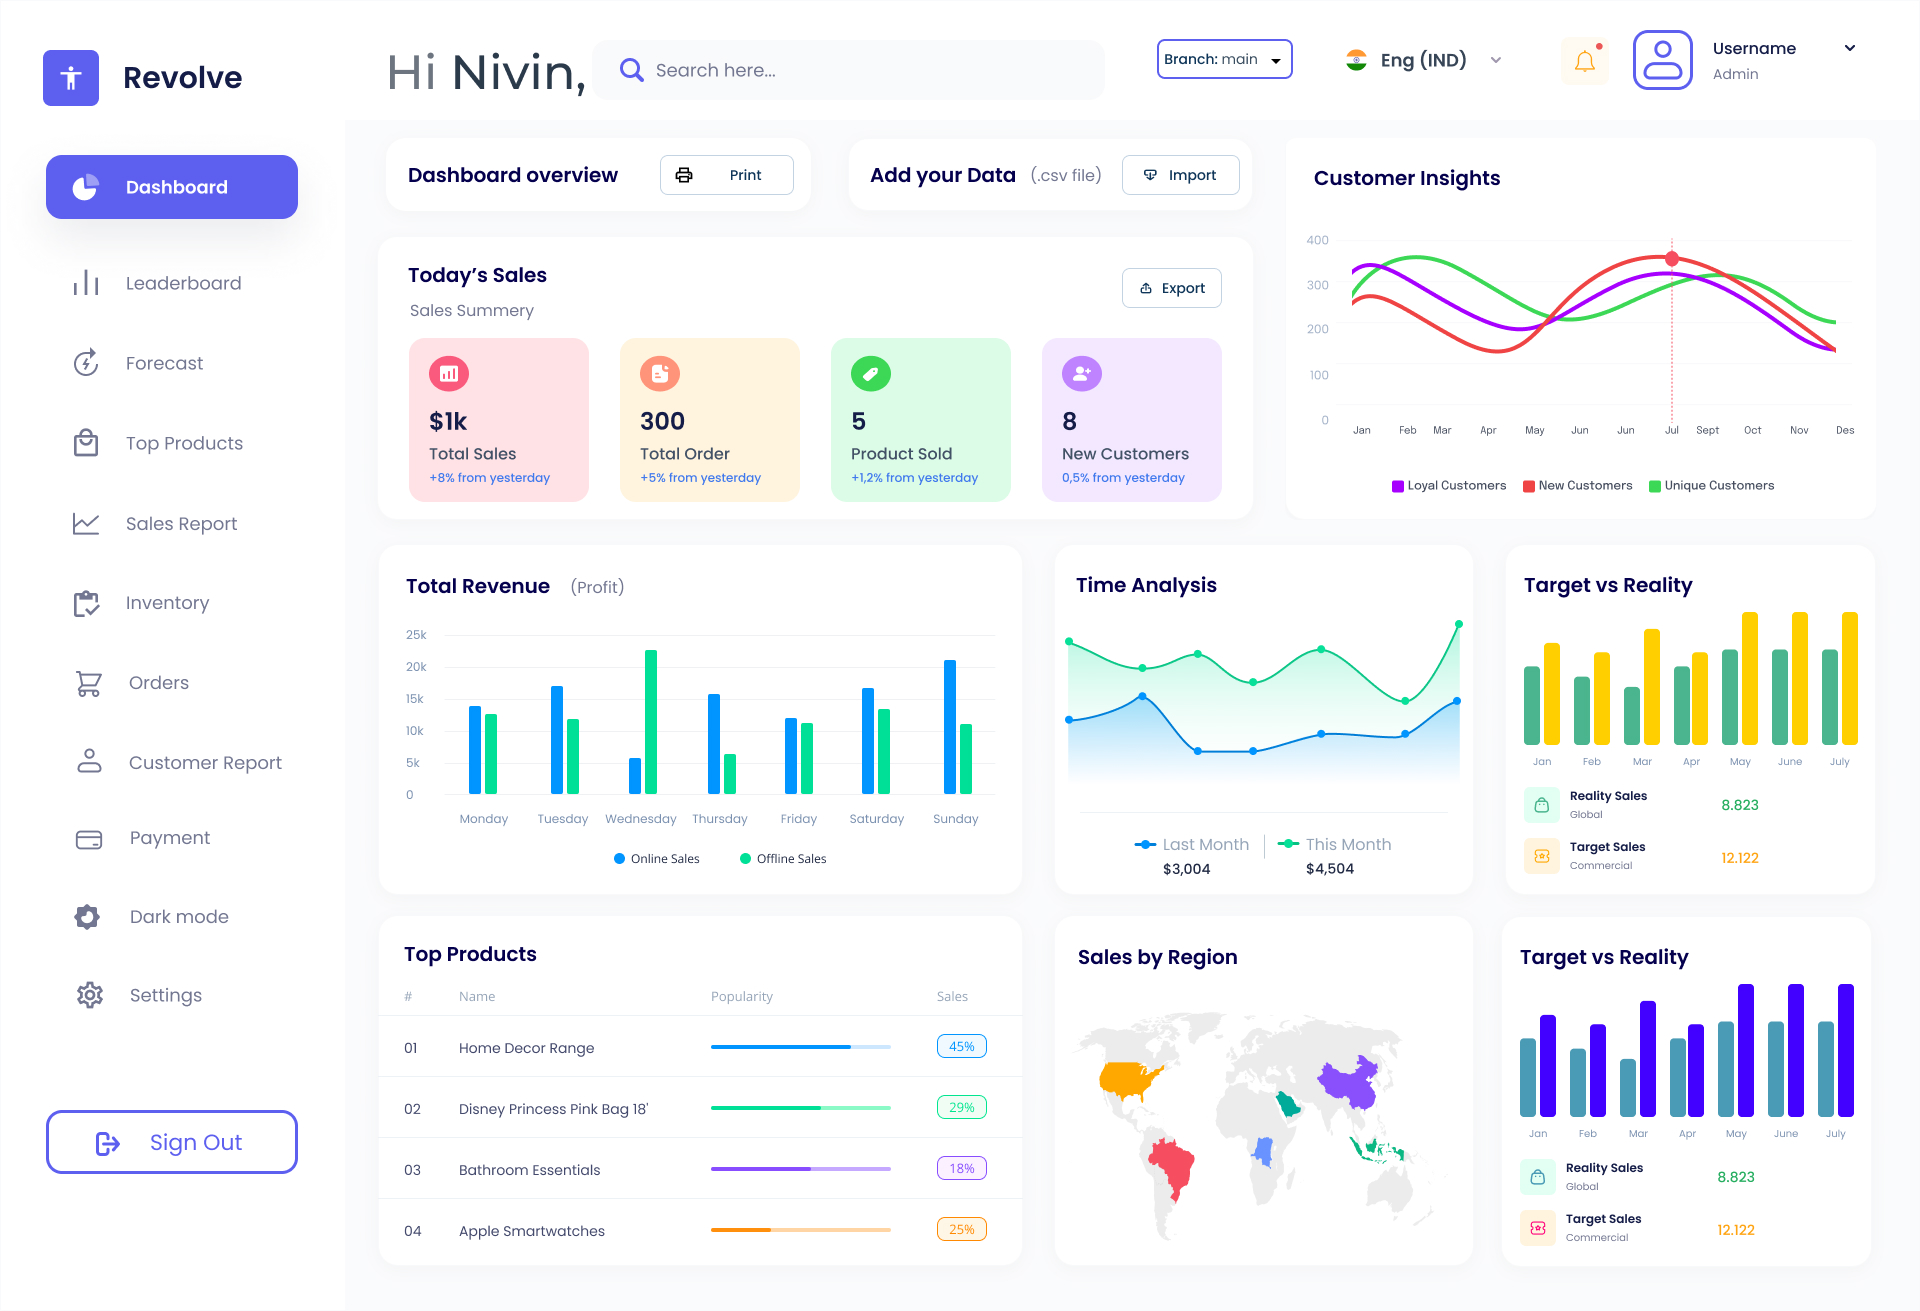 Revolve
Dashboard
Leaderboard
Forecast
Top Products
Sales Report
Inventory
Orders
Customer Report
Payment
Dark mode
Settings
Sign Out
Hi Nivin,
Search here...
Branch: main
Eng (IND)
Username
Admin
Dashboard overview
Print
Add your Data (.csv file)
Import
Today’s Sales
Sales Summery
Export
$1k
Total Sales
+8% from yesterday
300
Total Order
+5% from yesterday
5
Product Sold
+1,2% from yesterday
8
New Customers
0,5% from yesterday
Customer Insights
400
300
200
100
0
Jan Feb Mar Apr May Jun Jun Jul Sept Oct Nov Des
Loyal Customers New Customers Unique Customers
Total Revenue (Profit)
25k
20k
15k
10k
5k
0
Monday Tuesday Wednesday Thursday Friday Saturday Sunday
Online Sales Offline Sales
Time Analysis
Last Month
$3,004
This Month
$4,504
Target vs Reality
Jan Feb Mar Apr May June July
Reality Sales
Global
8.823
Target Sales
Commercial
12.122
Top Products
# Name Popularity Sales
01 Home Decor Range 45%
02 Disney Princess Pink Bag 18' 29%
03 Bathroom Essentials 18%
04 Apple Smartwatches 25%
Sales by Region
Target vs Reality
Jan Feb Mar Apr May June July
Reality Sales
Global
8.823
Target Sales
Commercial
12.122